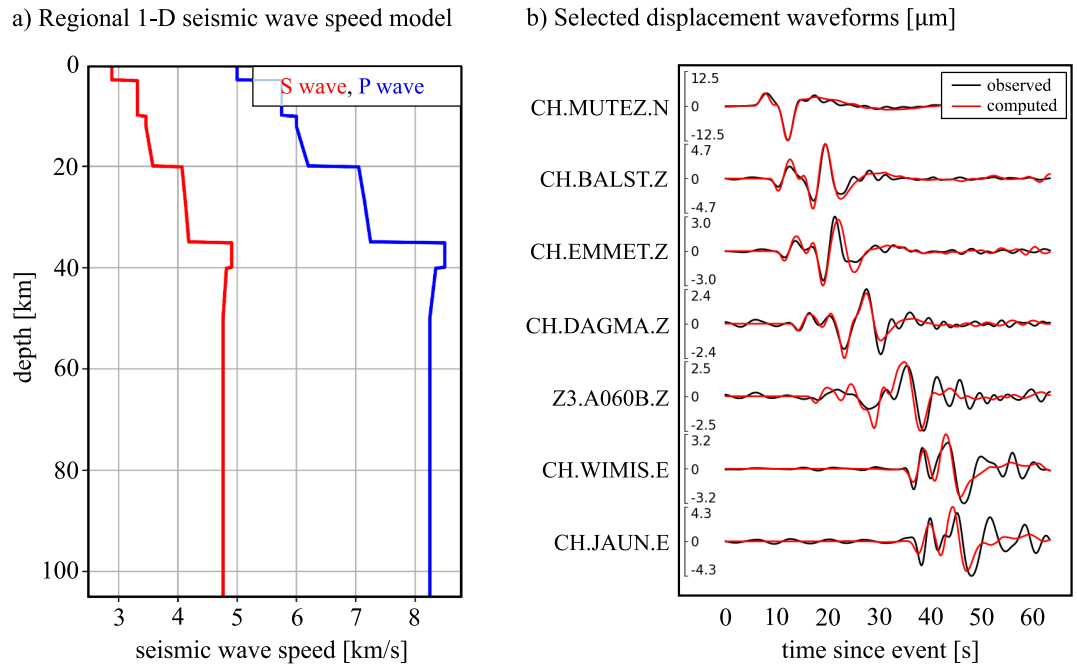 a) Regional 1-D seismic wave speed model
0
20
40
60
80
100
depth [km]
S wave, P wave
3 4 5 6 7 8
seismic wave speed [km/s]
b) Selected displacement waveforms [μm]
observed
computed
CH.MUTEZ.N
12.5
0
-12.5
CH.BALST.Z
4.7
0
-4.7
CH.EMMET.Z
3.0
0
-3.0
CH.DAGMA.Z
2.4
0
-2.4
Z3.A060B.Z
2.5
0
-2.5
CH.WIMIS.E
3.2
0
-3.2
CH.JAUN.E
4.3
0
-4.3
0 10 20 30 40 50 60
time since event [s]